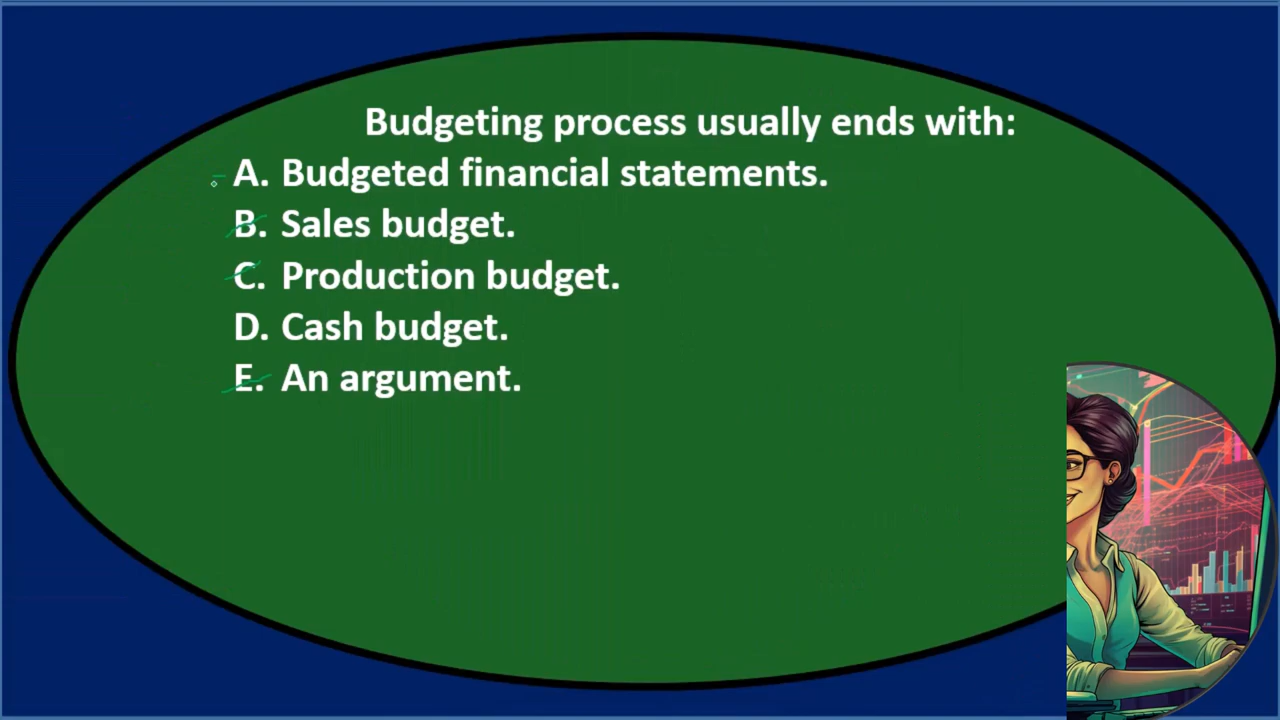 Budgeting process usually ends with:
A. Budgeted financial statements.
B. Sales budget.
C. Production budget.
D. Cash budget.
E. An argument.